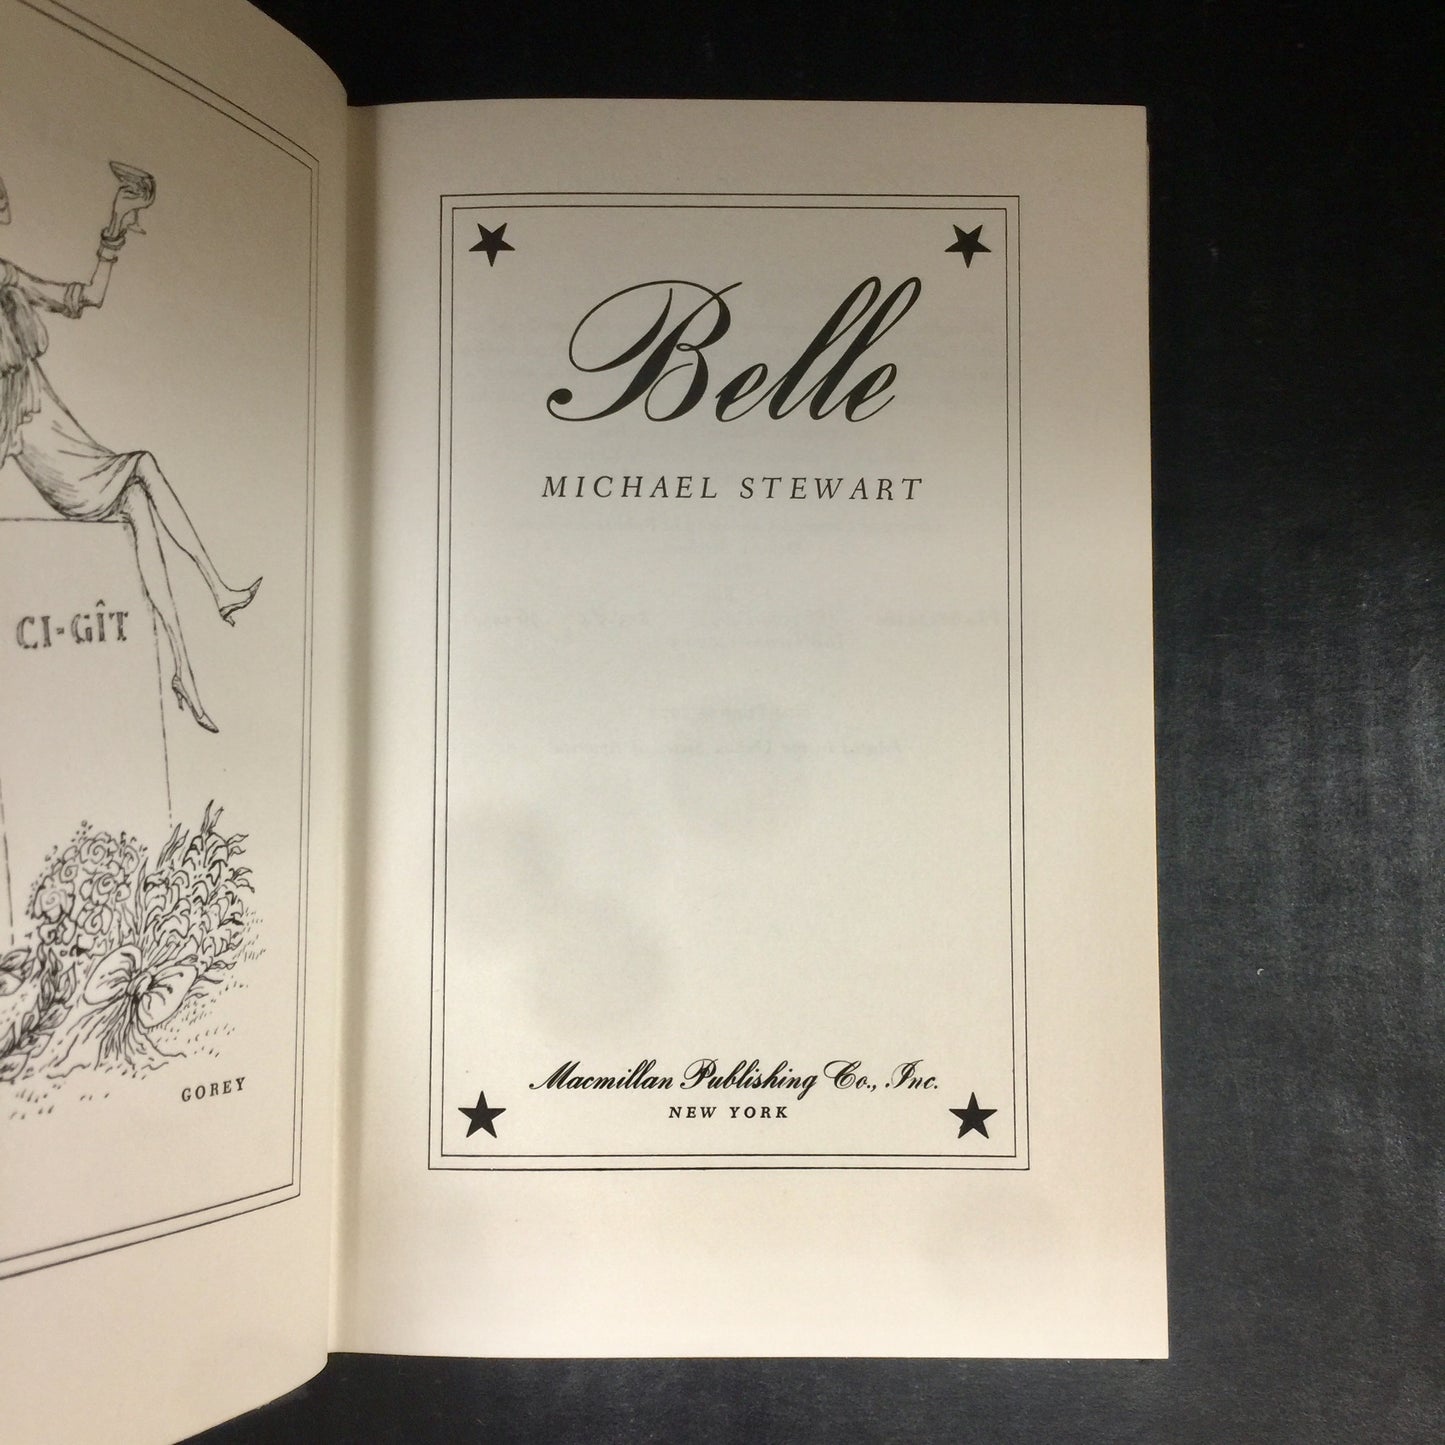 CI-GÎT
GOREY
Belle
MICHAEL STEWART
Macmillan Publishing Co., Inc.
NEW YORK